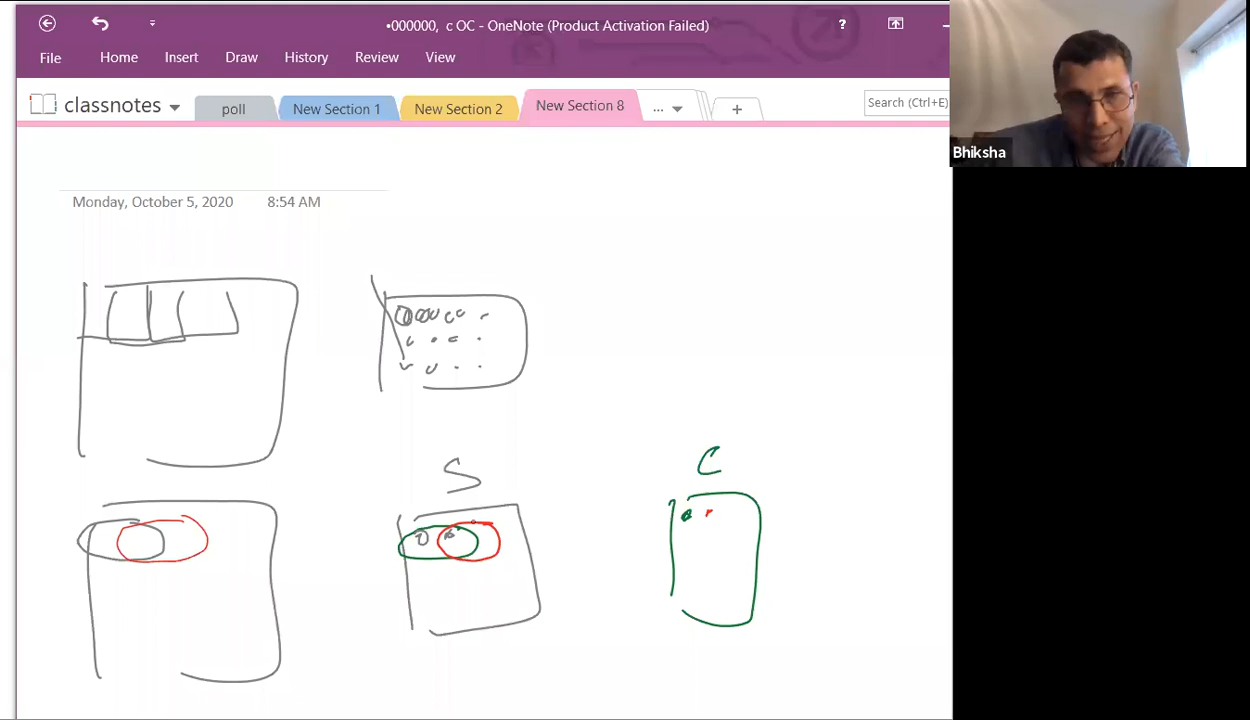 •000000, c OC - OneNote (Product Activation Failed)
?
File Home Insert Draw History Review View
classnotes
poll
New Section 1
New Section 2
New Section 8
...
+
Search (Ctrl+E)
Bhiksha
Monday, October 5, 2020 8:54 AM
S
C